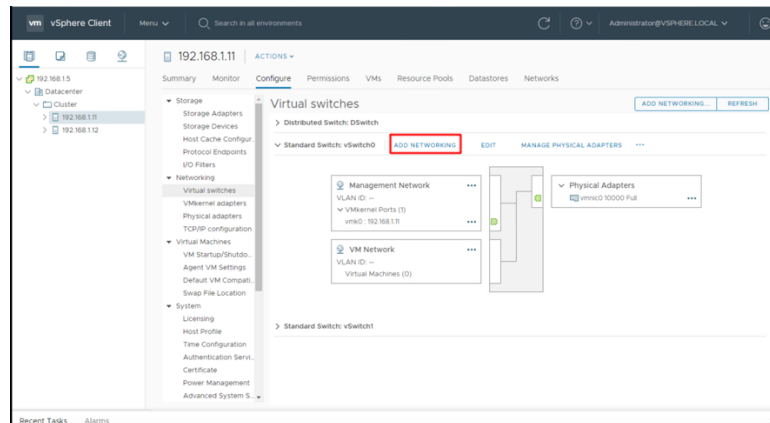 vm vSphere Client Menu Search in all environments Administrator@VSPHERE.LOCAL
192.168.1.5
Datacenter
Cluster
192.168.1.11
192.168.1.12
192.168.1.11 ACTIONS
Summary Monitor Configure Permissions VMs Resource Pools Datastores Networks
Storage
Storage Adapters
Storage Devices
Host Cache Configur..
Protocol Endpoints
I/O Filters
Networking
Virtual switches
VMkernel adapters
Physical adapters
TCP/IP configuration
Virtual Machines
VM Startup/Shutdo..
Agent VM Settings
Default VM Compati..
Swap File Location
System
Licensing
Host Profile
Time Configuration
Authentication Servi..
Certificate
Power Management
Advanced System S..
Virtual switches
ADD NETWORKING... REFRESH
Distributed Switch: DSwitch
Standard Switch: vSwitch0 ADD NETWORKING EDIT MANAGE PHYSICAL ADAPTERS ...
Management Network ...
VLAN ID: --
VMkernel Ports (1)
vmk0 : 192.168.1.11 ...
VM Network ...
VLAN ID: --
Virtual Machines (0)
Physical Adapters
vmnic0 10000 Full ...
Standard Switch: vSwitch1
Recent Tasks Alarms